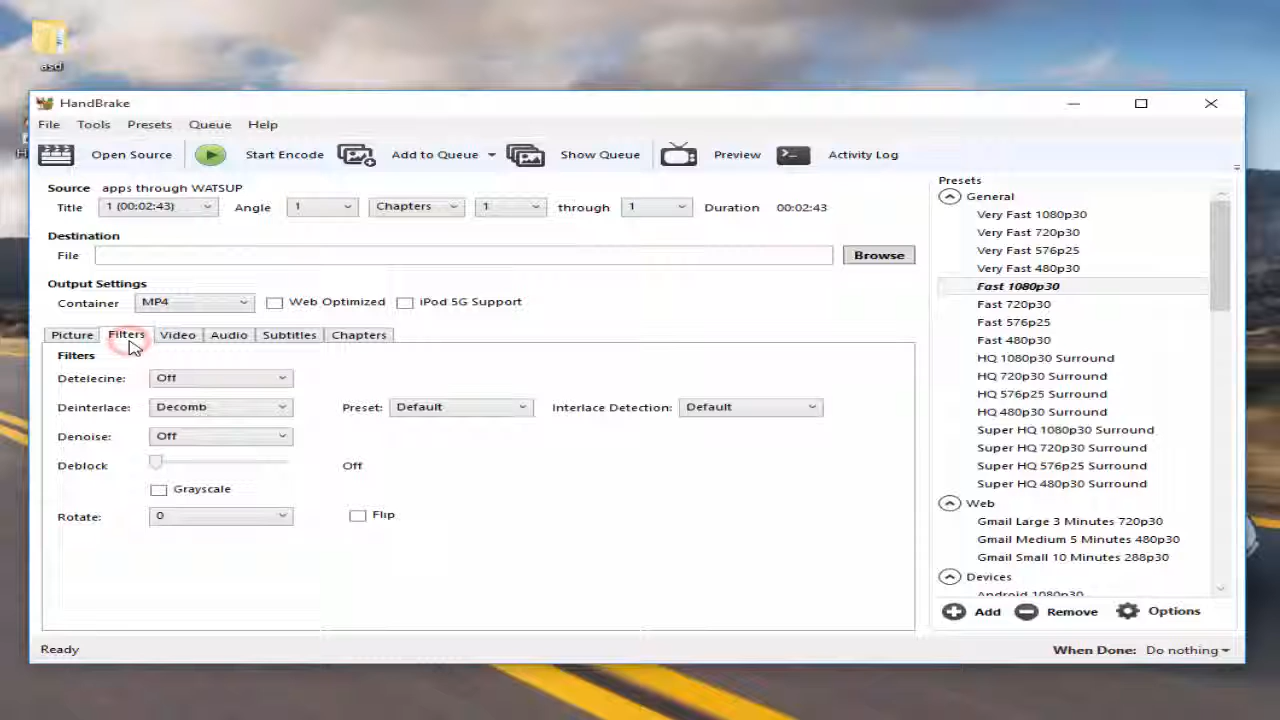 asd
HandBrake
File Tools Presets Queue Help
Open Source Start Encode Add to Queue Show Queue Preview Activity Log
Source apps through WATSUP
Title 1 (00:02:43) Angle 1 Chapters 1 through 1 Duration 00:02:43
Destination
File Browse
Output Settings
Container MP4 Web Optimized iPod 5G Support
Picture Filters Video Audio Subtitles Chapters
Filters
Detelecine: Off
Deinterlace: Decomb Preset: Default Interlace Detection: Default
Denoise: Off
Deblock Off
Grayscale
Rotate: 0 Flip
Presets
General
Very Fast 1080p30
Very Fast 720p30
Very Fast 576p25
Very Fast 480p30
Fast 1080p30
Fast 720p30
Fast 576p25
Fast 480p30
HQ 1080p30 Surround
HQ 720p30 Surround
HQ 576p25 Surround
HQ 480p30 Surround
Super HQ 1080p30 Surround
Super HQ 720p30 Surround
Super HQ 576p25 Surround
Super HQ 480p30 Surround
Web
Gmail Large 3 Minutes 720p30
Gmail Medium 5 Minutes 480p30
Gmail Small 10 Minutes 288p30
Devices
Android 1080p30
Add Remove Options
Ready When Done: Do nothing